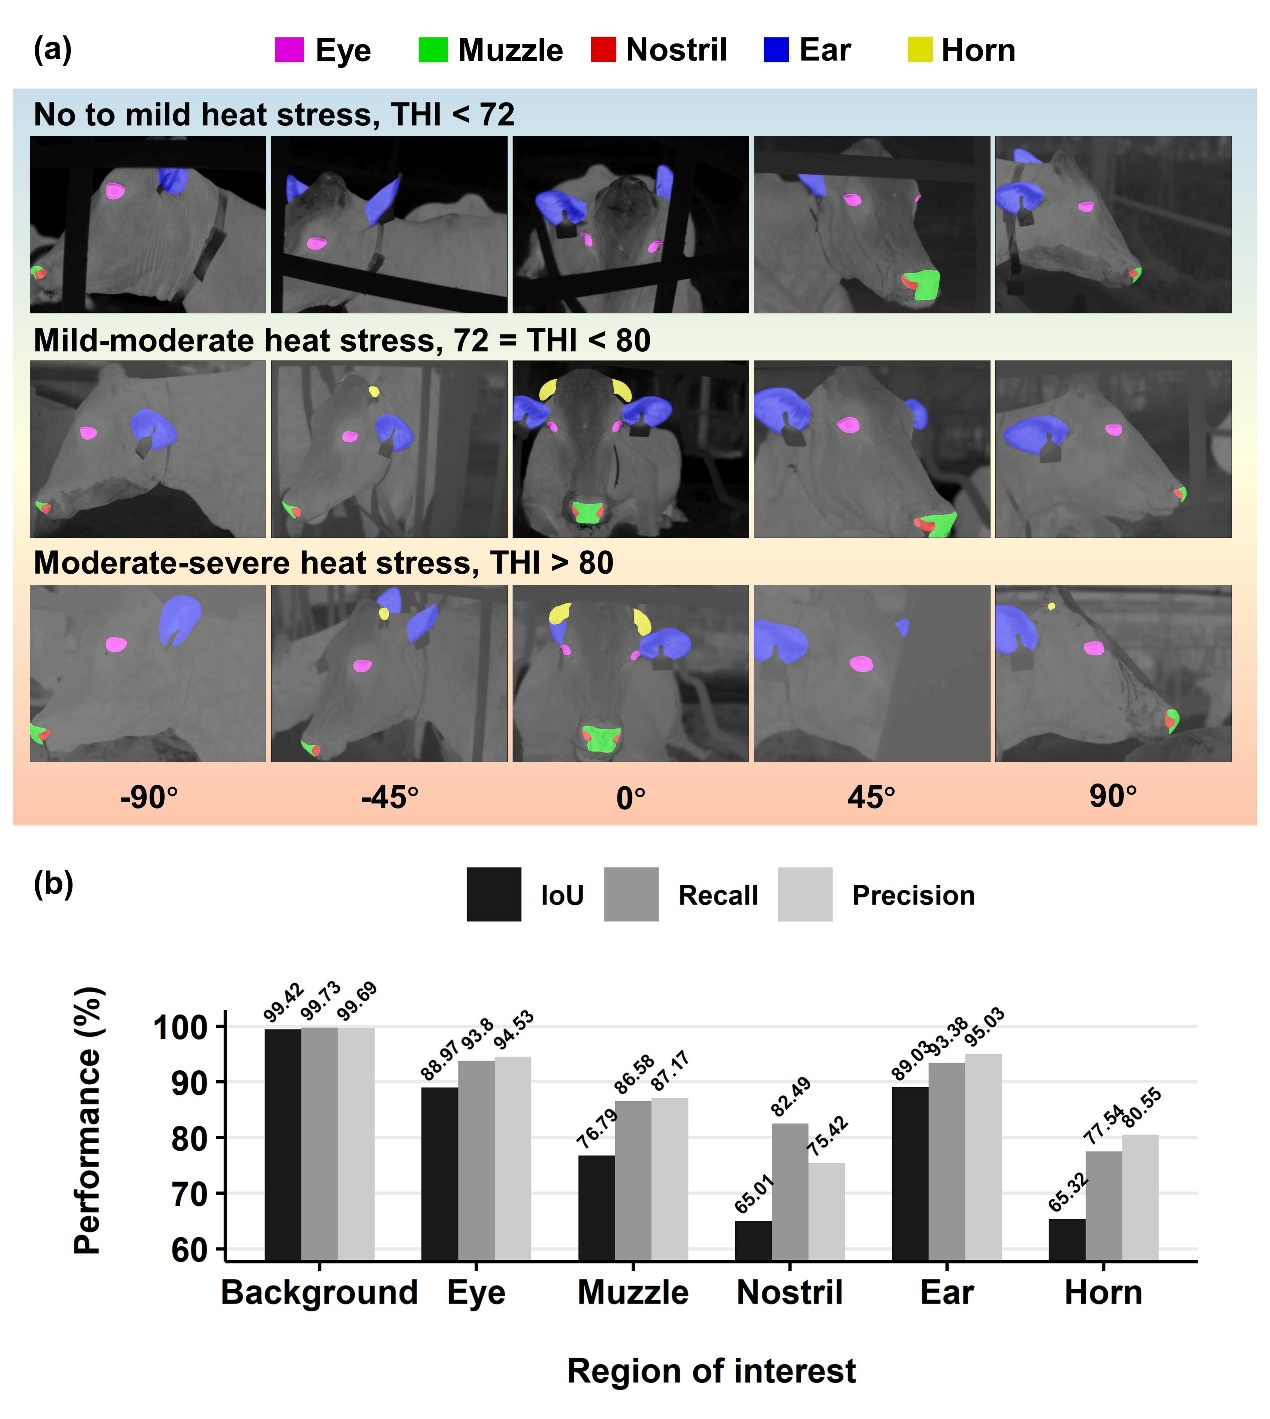 (a) Eye Muzzle Nostril Ear Horn
No to mild heat stress, THI < 72
Mild-moderate heat stress, 72 = THI < 80
Moderate-severe heat stress, THI > 80
-90° -45° 0° 45° 90°
(b) IoU Recall Precision
Performance (%)
100
90
80
70
60
99.42 99.73 99.69
88.97 93.8 94.53
76.79 86.58 87.17
65.01 82.49 75.42
89.03 93.38 95.03
65.32 77.54 80.55
Background Eye Muzzle Nostril Ear Horn
Region of interest